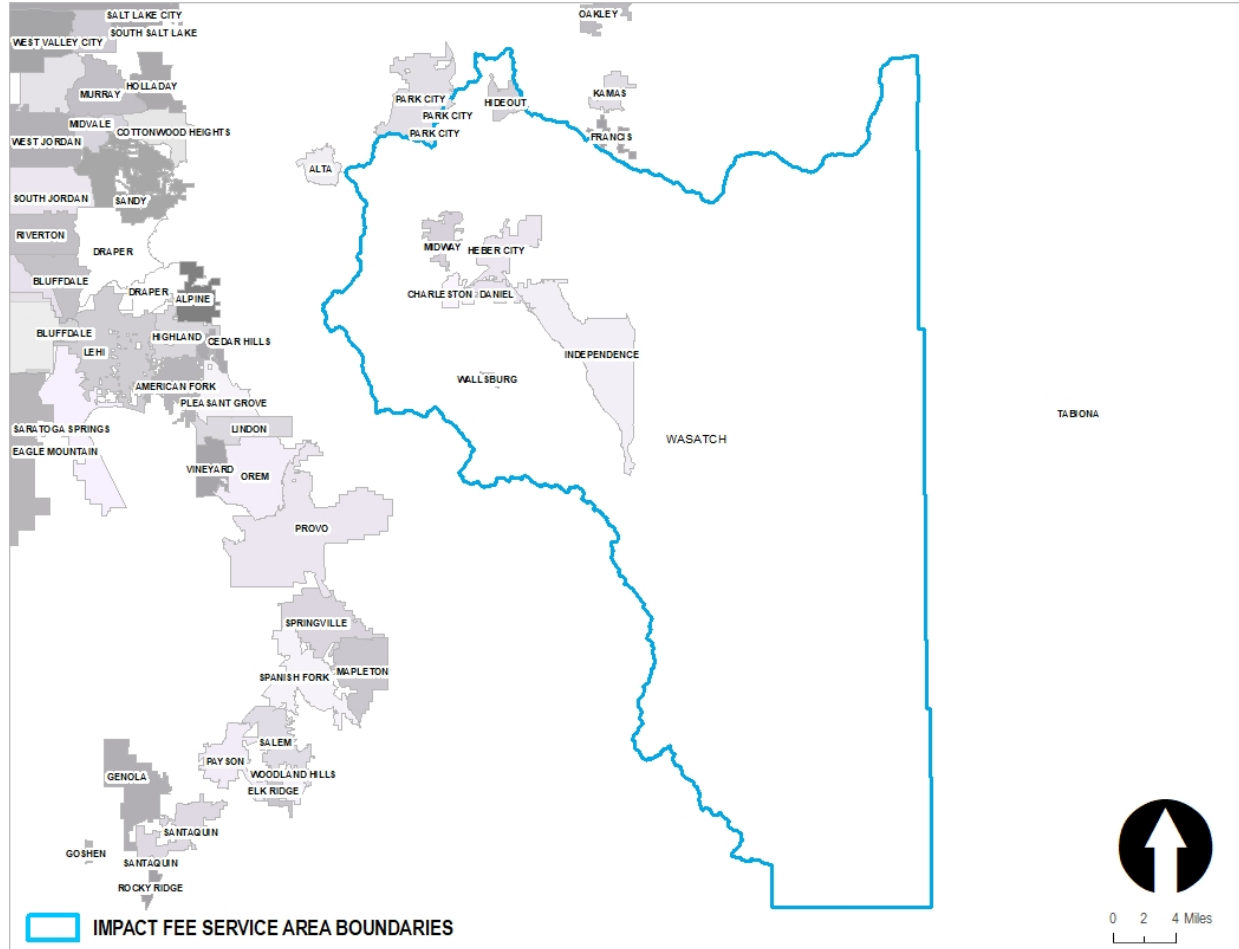 SALT LAKE CITY
OAKLEY
SOUTH SALT LAKE
WEST VALLEY CITY
HOLLADAY
MURRAY
KAMAS
PARK CITY
HIDEOUT
PARK CITY
MIDVALE
COTTONWOOD HEIGHTS
PARK CITY
FRANCIS
WEST JORDAN
ALTA
SOUTH JORDAN
SANDY
RIVERTON
MIDWAY
HEBER CITY
DRAPER
BLUFFDALE
DRAPER
ALPINE
CHARLESTON
DANIEL
BLUFFDALE
HIGHLAND
CEDAR HILLS
LEHI
INDEPENDENCE
WALLSBURG
AMERICAN FORK
PLEASANT GROVE
TABIONA
SARATOGA SPRINGS
LINDON
WASATCH
EAGLE MOUNTAIN
VINEYARD
OREM
PROVO
SPRINGVILLE
MAPLETON
SPANISH FORK
SALEM
PAYSON
WOODLAND HILLS
GENOLA
ELK RIDGE
SANTAQUIN
GOSHEN
SANTAQUIN
ROCKY RIDGE
0 2 4 Miles
IMPACT FEE SERVICE AREA BOUNDARIES